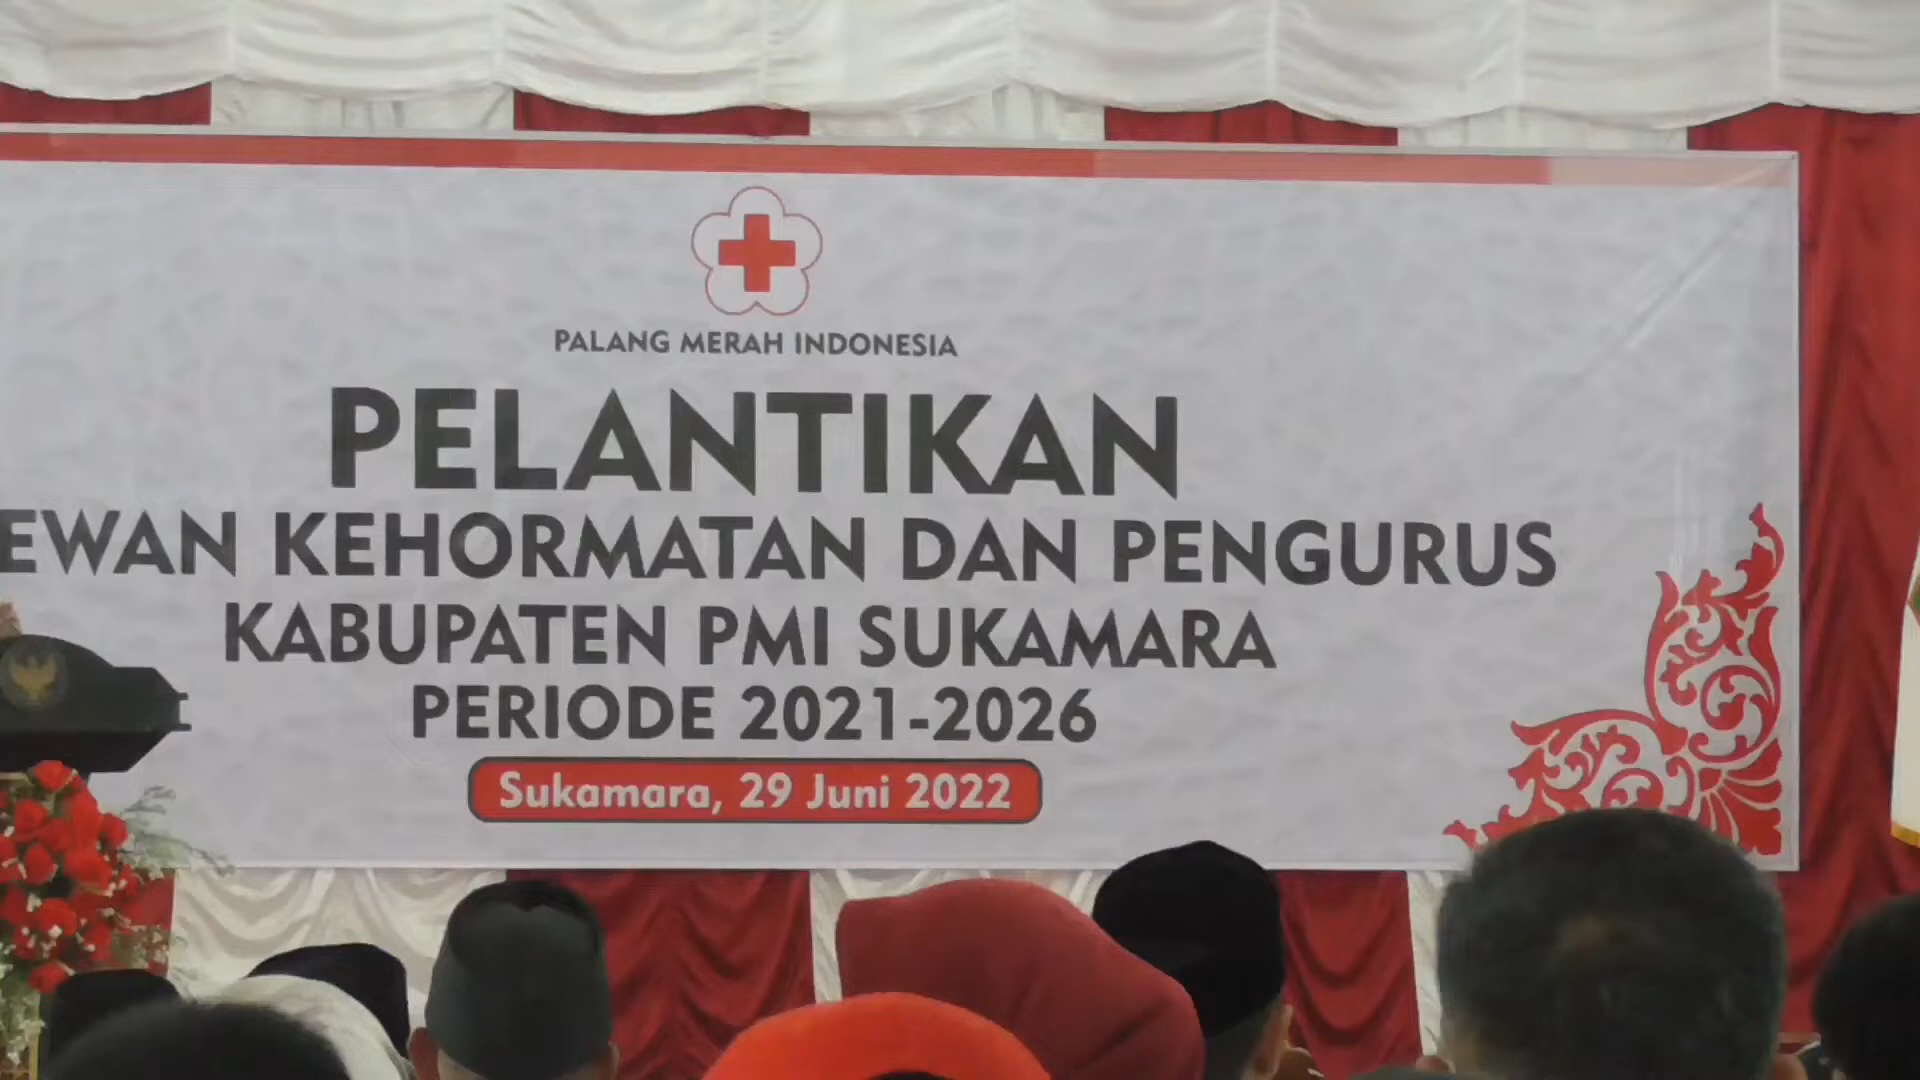 PALANG MERAH INDONESIA
PELANTIKAN
EWAN KEHORMATAN DAN PENGURUS
KABUPATEN PMI SUKAMARA
PERIODE 2021-2026
Sukamara, 29 Juni 2022